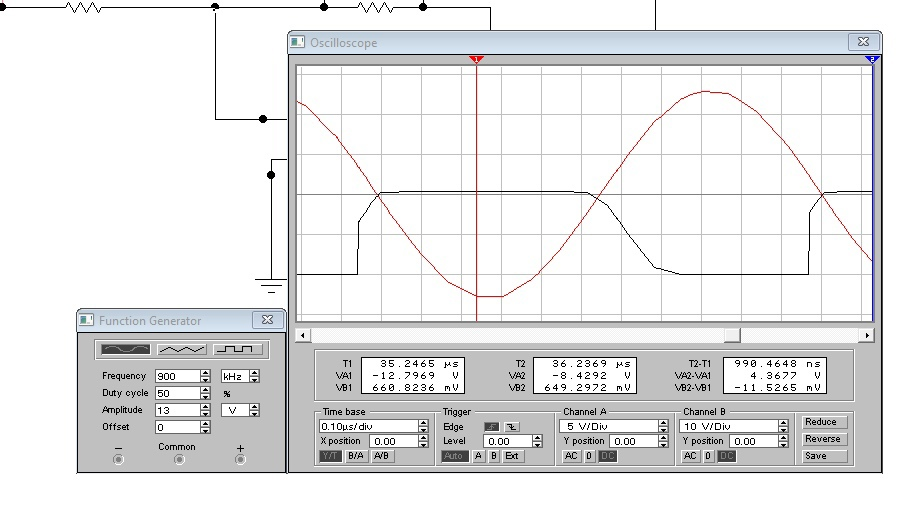 Oscilloscope
1
2
T1 35.2465 µs T2 36.2369 µs T2-T1 990.4648 ns
VA1 -12.7969 V VA2 -8.4292 V VA2-VA1 4.3677 V
VB1 660.8236 mV VB2 649.2972 mV VB2-VB1 -11.5265 mV
Time base Trigger Channel A Channel B
0.10µs/div Edge 5 V/Div 10 V/Div Reduce
X position 0.00 Level 0.00 Y position 0.00 Y position 0.00 Reverse
Y/T B/A A/B Auto A B Ext AC 0 DC AC 0 DC Save
Function Generator
Frequency 900 kHz
Duty cycle 50 %
Amplitude 13 V
Offset 0
− Common +